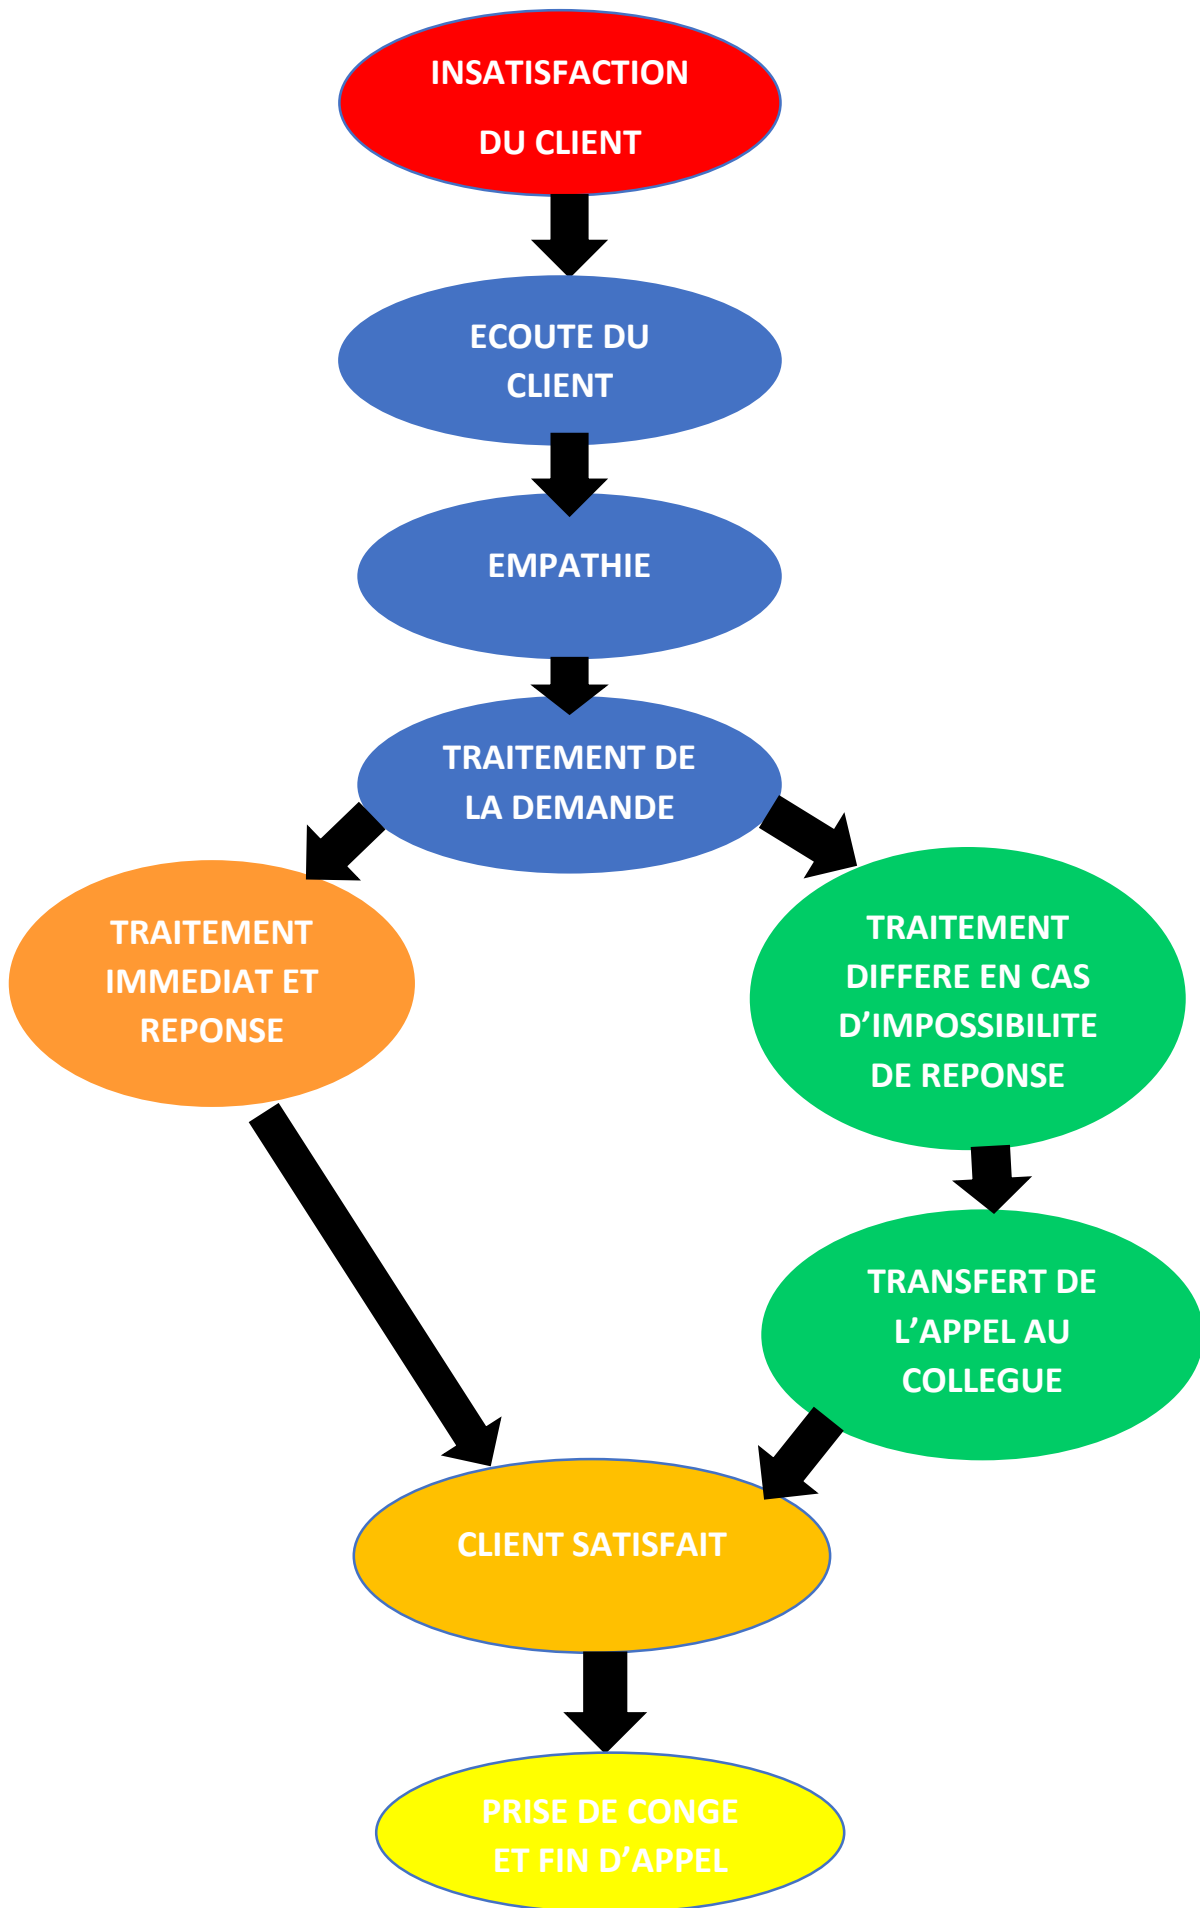 INSATISFACTION
DU CLIENT
ECOUTE DU
CLIENT
EMPATHIE
TRAITEMENT DE
LA DEMANDE
TRAITEMENT
IMMEDIAT ET
REPONSE
TRAITEMENT
DIFFERE EN CAS
D’IMPOSSIBILITE
DE REPONSE
TRANSFERT DE
L’APPEL AU
COLLEGUE
CLIENT SATISFAIT
PRISE DE CONGE
ET FIN D’APPEL